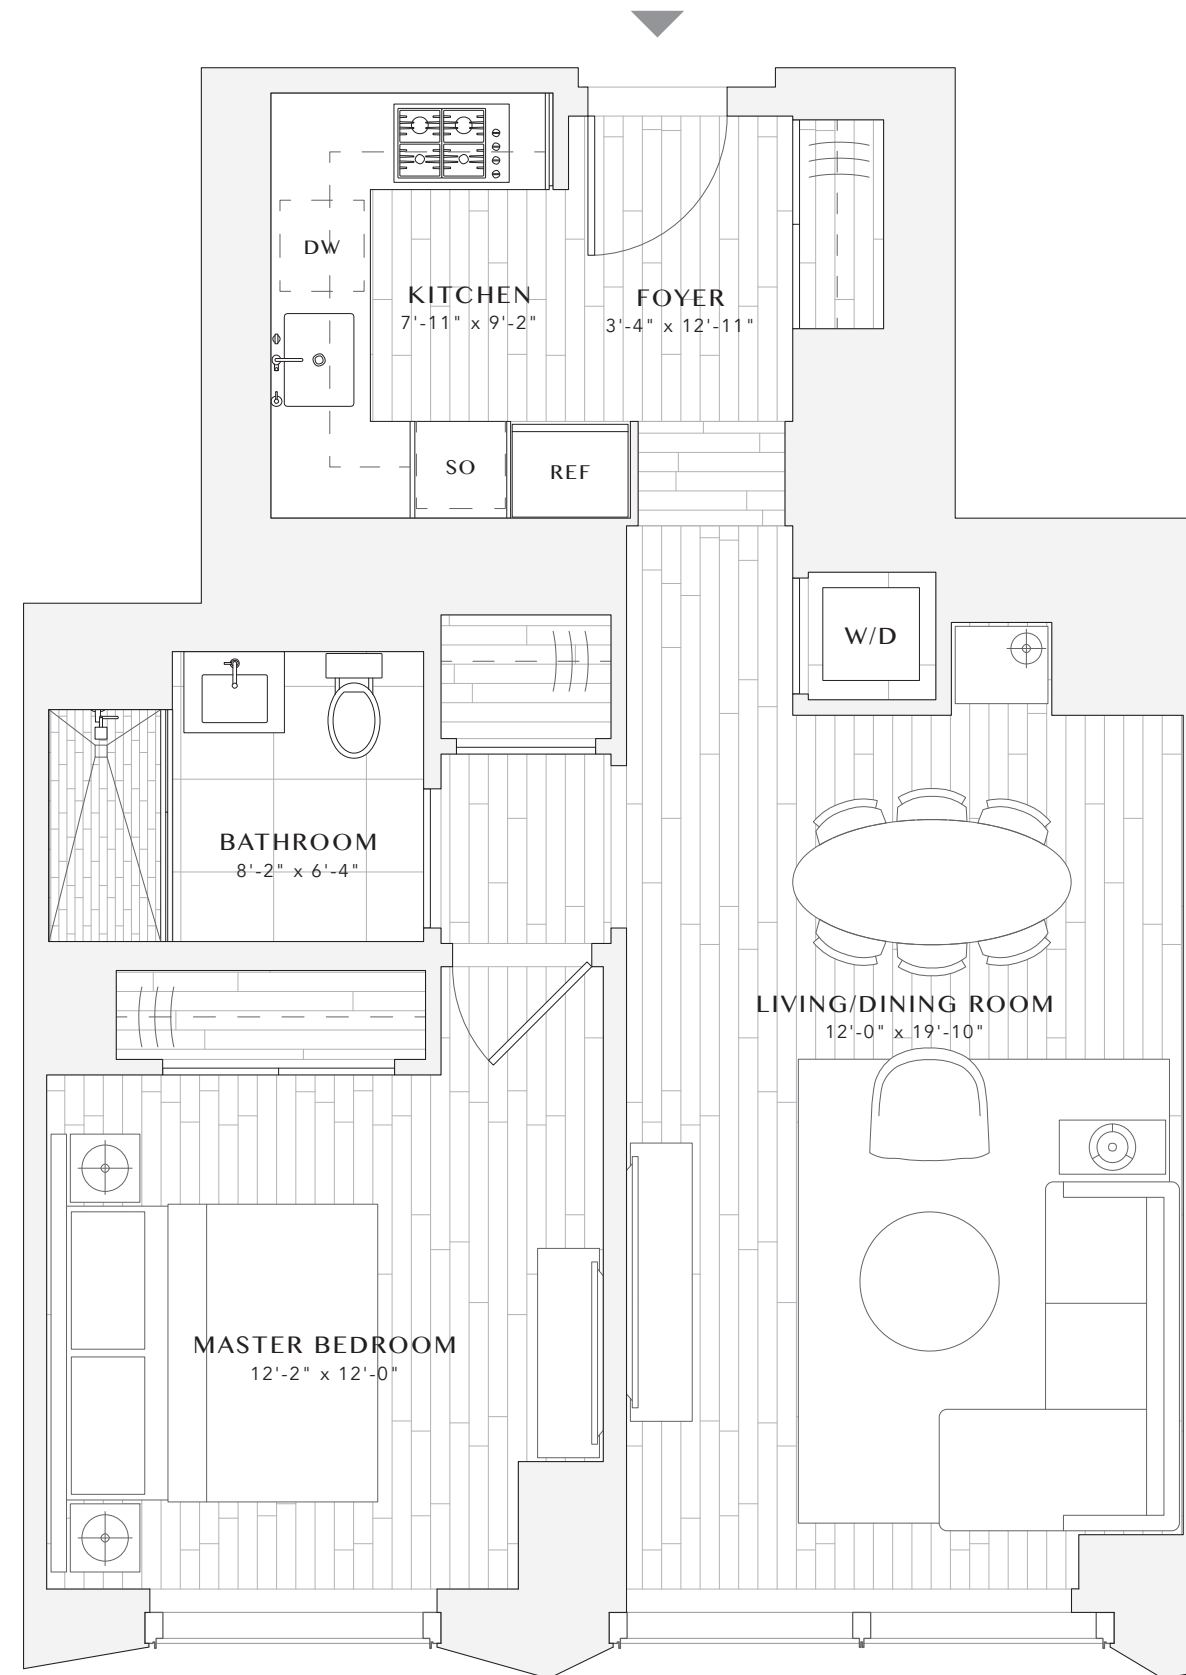 DW
KITCHEN
7'-11" x 9'-2"
FOYER
3'-4" x 12'-11"
SO
REF
W/D
BATHROOM
8'-2" x 6'-4"
LIVING/DINING ROOM
12'-0" x 19'-10"
MASTER BEDROOM
12'-2" x 12'-0"